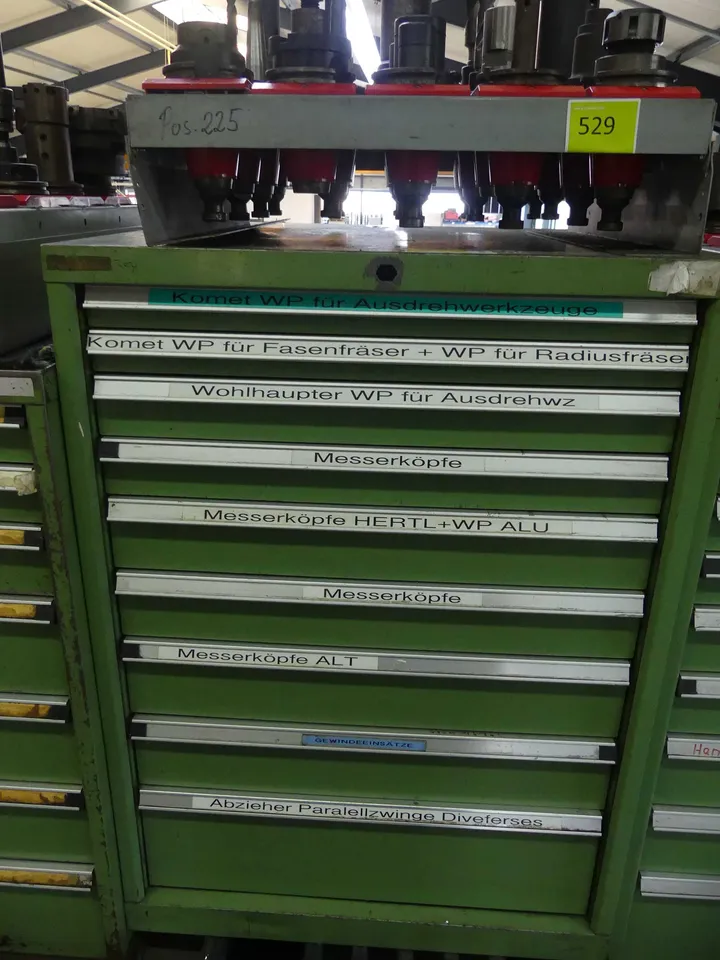 Pos. 225
529
Komet WP für Ausdrehwerkzeuge
Komet WP für Fasenfräser + WP für Radiusfräser
Wohlhaupter WP für Ausdrehwz
Messerköpfe
Messerköpfe HERTL+WP ALU
Messerköpfe
Messerköpfe ALT
GEWINDEEINSÄTZE
Abzieher Paralellzwinge Diveferses
Har